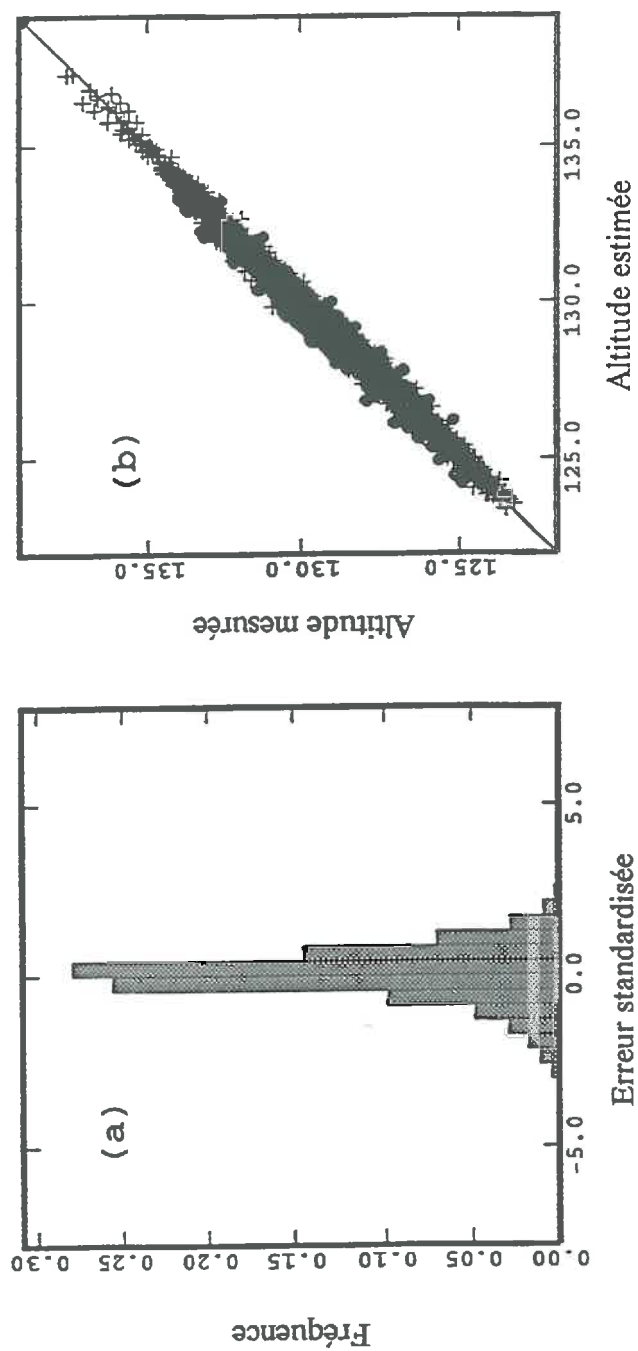 (a)
Fréquence
0.30
0.25
0.20
0.15
0.10
0.05
0.00
-5.0
0.0
5.0
Erreur standardisée
(b)
Altitude mesurée
135.0
130.0
125.0
125.0
130.0
135.0
Altitude estimée